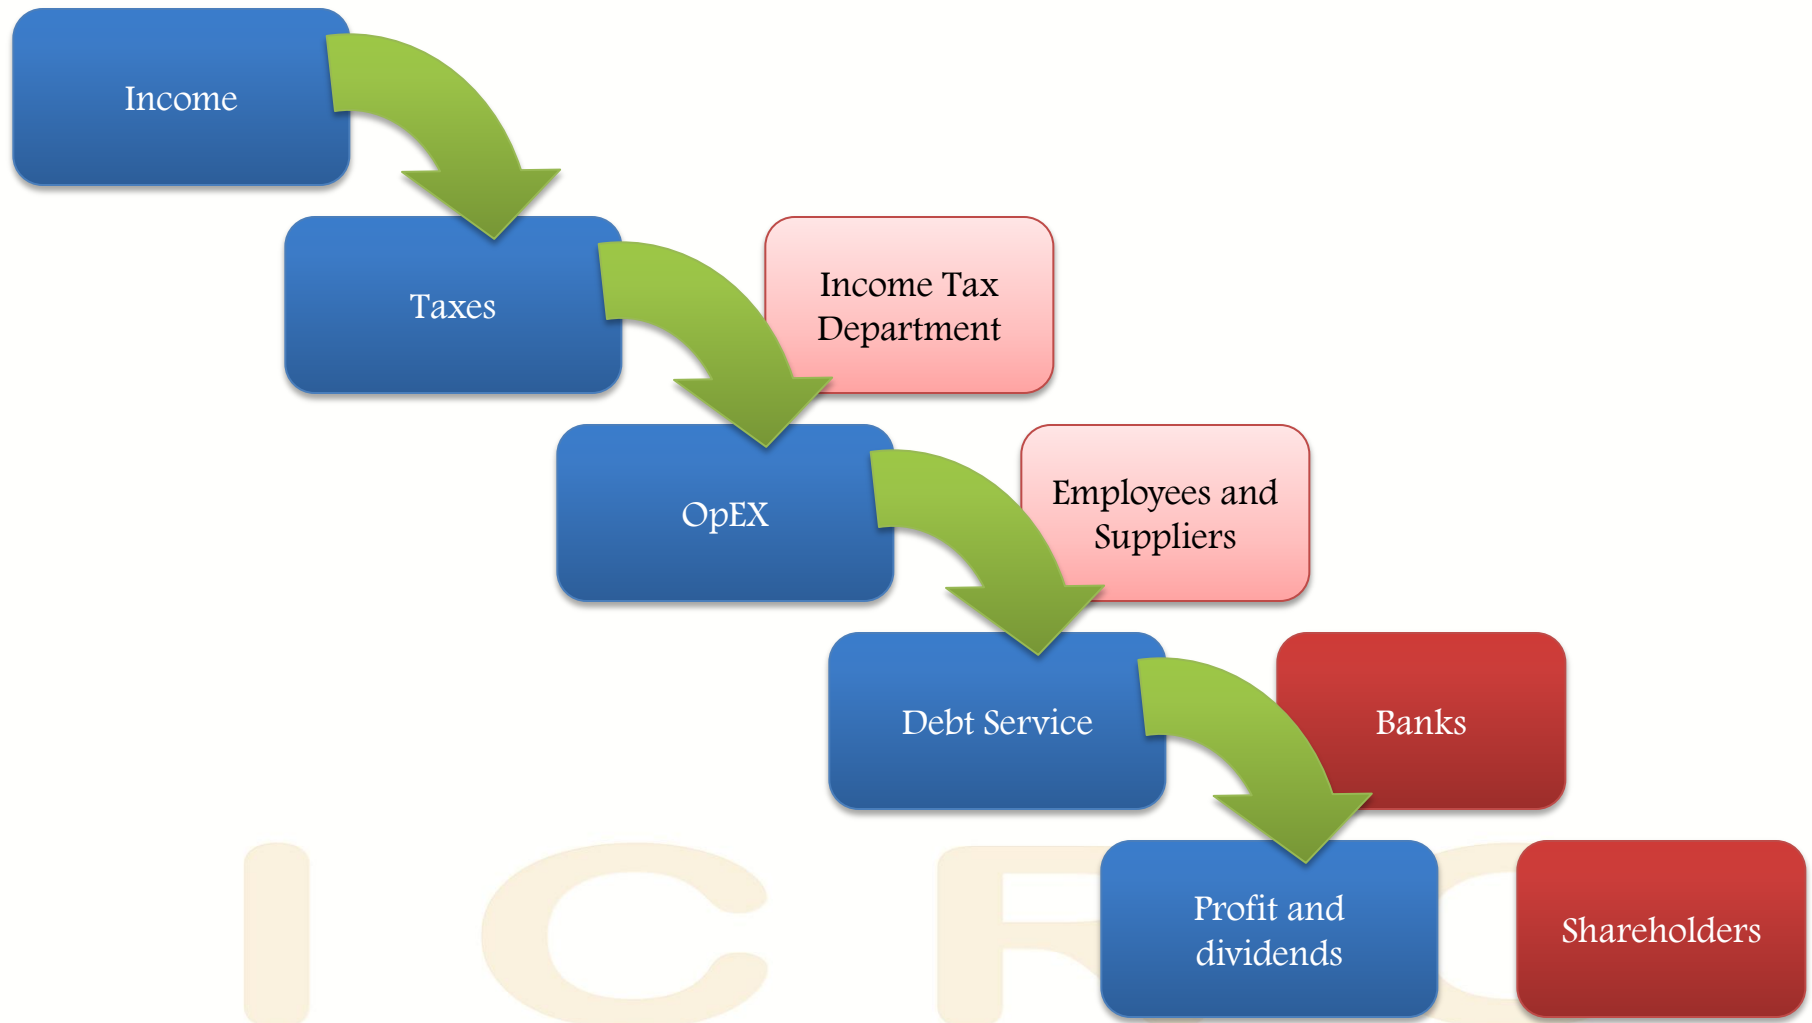 Income
Taxes
Income Tax
Department
OpEX
Employees and
Suppliers
Debt Service
Banks
Profit and
dividends
Shareholders